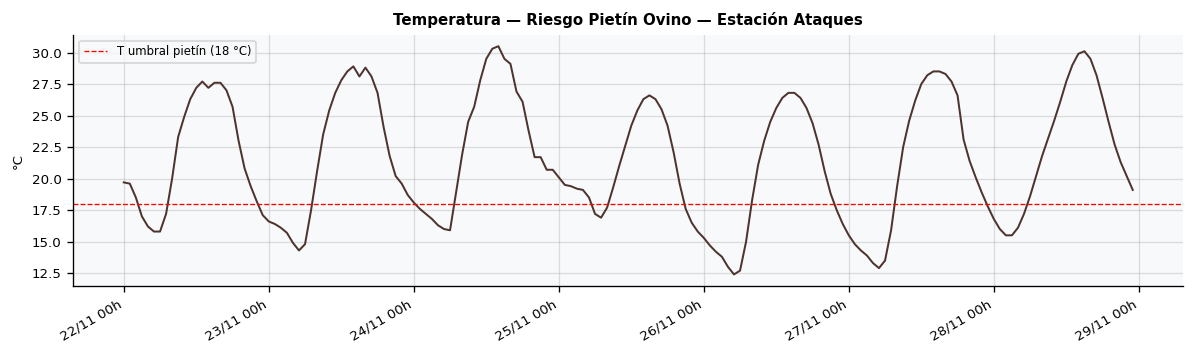 Temperatura — Riesgo Pietín Ovino — Estación Ataques
T umbral pietín (18 °C)
°C
30.0
27.5
25.0
22.5
20.0
17.5
15.0
12.5
22/11 00h
23/11 00h
24/11 00h
25/11 00h
26/11 00h
27/11 00h
28/11 00h
29/11 00h